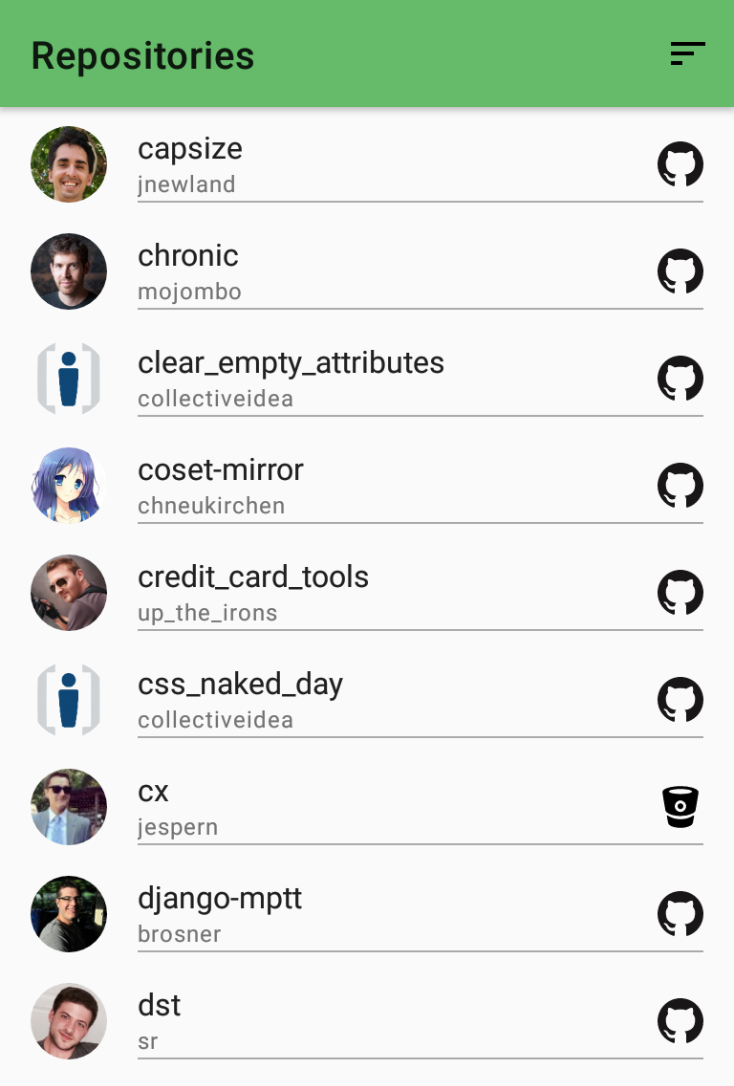 Repositories
capsize
jnewland
chronic
mojombo
clear_empty_attributes
collectiveidea
coset-mirror
chneukirchen
credit_card_tools
up_the_irons
css_naked_day
collectiveidea
cx
jespern
django-mptt
brosner
dst
sr